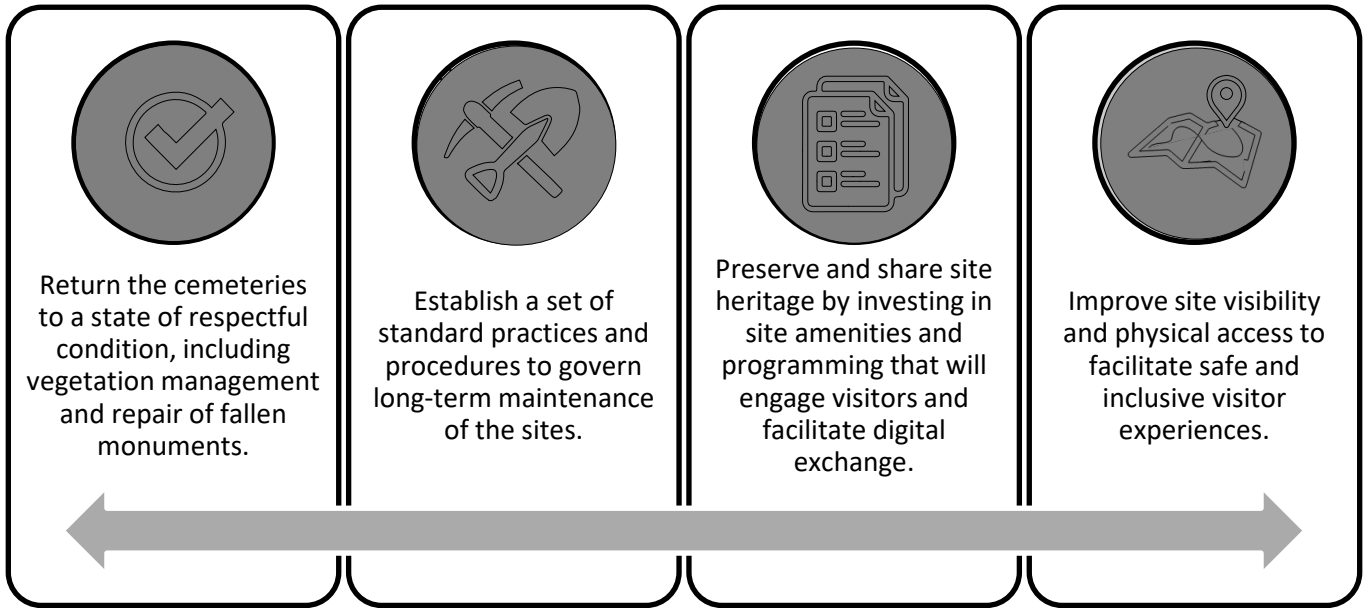 Return the cemeteries
to a state of respectful
condition, including
vegetation management
and repair of fallen
monuments.
Establish a set of
standard practices and
procedures to govern
long-term maintenance
of the sites.
Preserve and share site
heritage by investing in
site amenities and
programming that will
engage visitors and
facilitate digital
exchange.
Improve site visibility
and physical access to
facilitate safe and
inclusive visitor
experiences.